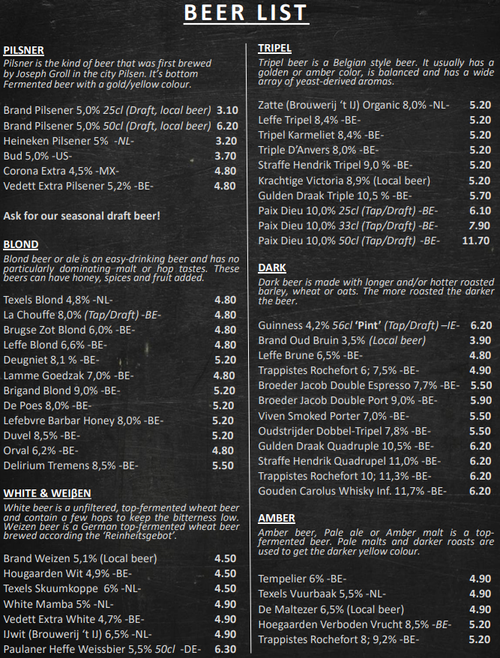 BEER LIST
PILSNER
Pilsner is the kind of beer that was first brewed
by Joseph Groll in the city Pilsen. It's bottom
Fermented beer with a gold/yellow colour.
Brand Pilsener 5,0% 25cl (Draft, local beer) 3.10
Brand Pilsener 5,0% 50cl (Draft, local beer) 6.20
Heineken Pilsener 5% -NL- 3.20
Bud 5,0% -US- 3.70
Corona Extra 4,5% -MX- 4.80
Vedett Extra Pilsener 5,2% -BE- 4.80
Ask for our seasonal draft beer!
BLOND
Blond beer or ale is an easy-drinking beer and has no
particularly dominating malt or hop tastes. These
beers can have honey, spices and fruit added.
Texels Blond 4,8% -NL- 4.80
La Chouffe 8,0% (Tap/Draft) -BE- 4.80
Brugse Zot Blond 6,0% -BE- 4.80
Leffe Blond 6,6% -BE- 4.80
Deugniet 8,1 % -BE- 5.20
Lamme Goedzak 7,0% -BE- 4.80
Brigand Blond 9,0% -BE- 5.20
De Poes 8,0% -BE- 5.20
Lefebvre Barbar Honey 8,0% -BE- 5.20
Duvel 8,5% -BE- 5.20
Orval 6,2% -BE- 4.80
Delirium Tremens 8,5% -BE- 5.50
WHITE & WEIβEN
White beer is a unfiltered, top-fermented wheat beer
and contain a few hops to keep the bitterness low.
Weizen beer is a German top-fermented wheat beer
brewed according the 'Reinheitsgebot'.
Brand Weizen 5,1% (Local beer) 4.50
Hougaarden Wit 4,9% -BE- 4.50
Texels Skuumkoppe 6% -NL- 4.50
White Mamba 5% -NL- 4.90
Vedett Extra White 4,7% -BE- 4.90
IJwit (Brouwerij 't IJ) 6,5% -NL- 4.90
Paulaner Heffe Weissbier 5,5% 50cl -DE- 6.30
TRIPEL
Tripel beer is a Belgian style beer. It usually has a
golden or amber color, is balanced and has a wide
array of yeast-derived aromas.
Zatte (Brouwerij 't IJ) Organic 8,0% -NL- 5.20
Leffe Tripel 8,4% -BE- 5.20
Tripel Karmeliet 8,4% -BE- 5.20
Triple D'Anvers 8,0% -BE- 5.20
Straffe Hendrik Tripel 9,0 % -BE- 5.20
Krachtige Victoria 8,9% (Local beer) 5.20
Gulden Draak Triple 10,5 % -BE- 5.70
Paix Dieu 10,0% 25cl (Tap/Draft) -BE- 6.10
Paix Dieu 10,0% 33cl (Tap/Draft) -BE- 7.90
Paix Dieu 10,0% 50cl (Tap/Draft) -BE- 11.70
DARK
Dark beer is made with longer and/or hotter roasted
barley, wheat or oats. The more roasted the darker
the beer.
Guinness 4,2% 56cl 'Pint' (Tap/Draft) –IE- 6.20
Brand Oud Bruin 3,5% (Local beer) 3.90
Leffe Brune 6,5% -BE- 4.80
Trappistes Rochefort 6; 7,5% -BE- 4.90
Broeder Jacob Double Espresso 7,7% -BE- 5.50
Broeder Jacob Double Port 9,0% -BE- 5.90
Viven Smoked Porter 7,0% -BE- 5.50
Oudstrijder Dobbel-Tripel 7,8% -BE- 5.50
Gulden Draak Quadruple 10,5% -BE- 6.20
Straffe Hendrik Quadrupel 11,0% -BE- 6.20
Trappistes Rochefort 10; 11,3% -BE- 6.20
Gouden Carolus Whisky Inf. 11,7% -BE- 6.20
AMBER
Amber beer, Pale ale or Amber malt is a top-
fermented beer. Pale malts and darker roasts are
used to get the darker yellow colour.
Tempelier 6% -BE- 4.90
Texels Vuurbaak 5,5% -NL- 4.90
De Maltezer 6,5% (Local beer) 4.90
Hoegaarden Verboden Vrucht 8,5% -BE- 5.20
Trappistes Rochefort 8; 9,2% -BE- 5.20